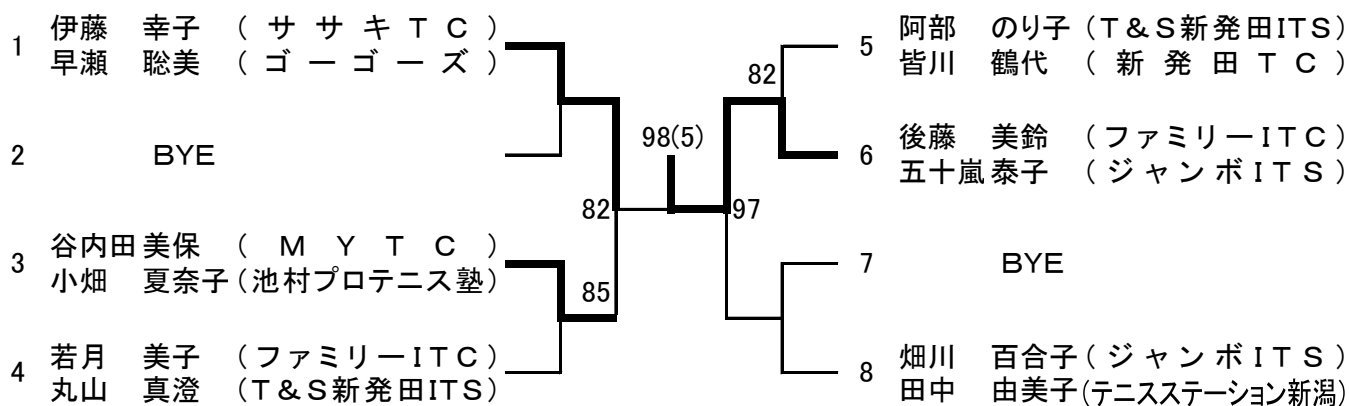 1 伊藤 幸子 (ササキTC)
早瀬 聡美 (ゴーゴーズ)
2 BYE
3 谷内田 美保 (MYTC)
小畑 夏奈子 (池村プロテニス塾)
4 若月 美子 (ファミリーITC)
丸山 真澄 (T&S新発田ITS)
82
85
98(5)
82
97
5 阿部 のり子 (T&S新発田ITS)
皆川 鶴代 (新発田TC)
6 後藤 美鈴 (ファミリーITC)
五十嵐 泰子 (ジャンボITS)
7 BYE
8 畑川 百合子 (ジャンボITS)
田中 由美子 (テニスステーション新潟)